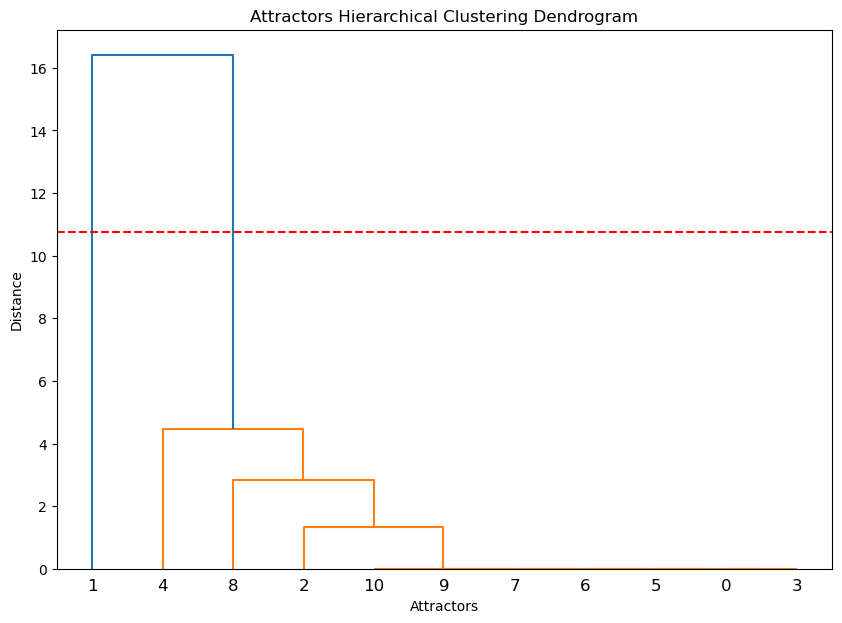 Attractors Hierarchical Clustering Dendrogram
16
14
12
10
8
6
4
2
0
Distance
1 4 8 2 10 9 7 6 5 0 3
Attractors